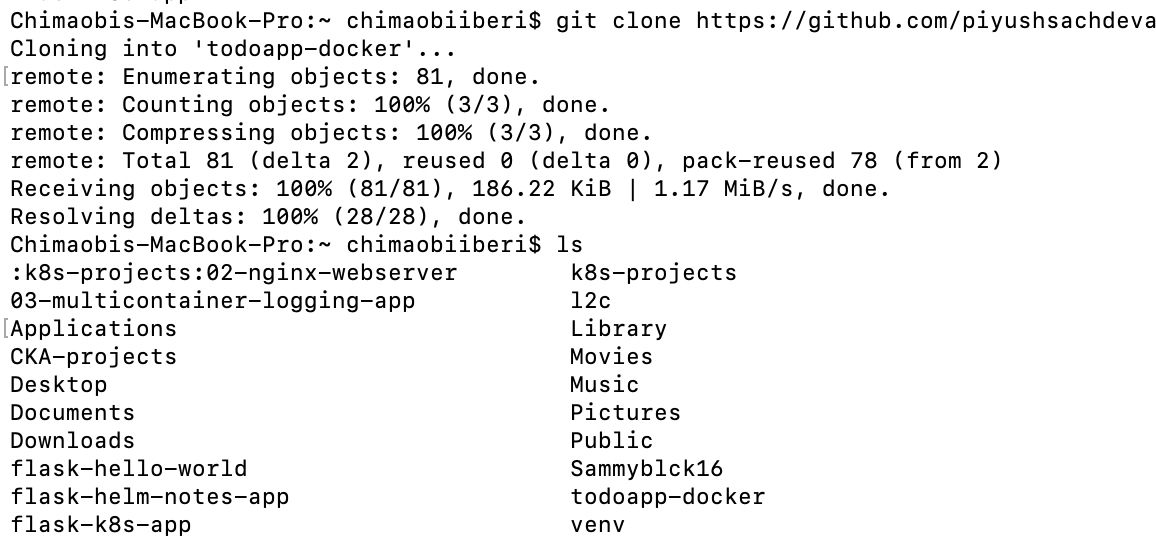 Chimaobis-MacBook-Pro:~ chimaobiiberi$ git clone https://github.com/piyushsachdeva
Cloning into 'todoapp-docker'...
remote: Enumerating objects: 81, done.
remote: Counting objects: 100% (3/3), done.
remote: Compressing objects: 100% (3/3), done.
remote: Total 81 (delta 2), reused 0 (delta 0), pack-reused 78 (from 2)
Receiving objects: 100% (81/81), 186.22 KiB | 1.17 MiB/s, done.
Resolving deltas: 100% (28/28), done.
Chimaobis-MacBook-Pro:~ chimaobiiberi$ ls
:k8s-projects:02-nginx-webserver k8s-projects
03-multicontainer-logging-app l2c
Applications Library
CKA-projects Movies
Desktop Music
Documents Pictures
Downloads Public
flask-hello-world Sammyblck16
flask-helm-notes-app todoapp-docker
flask-k8s-app venv